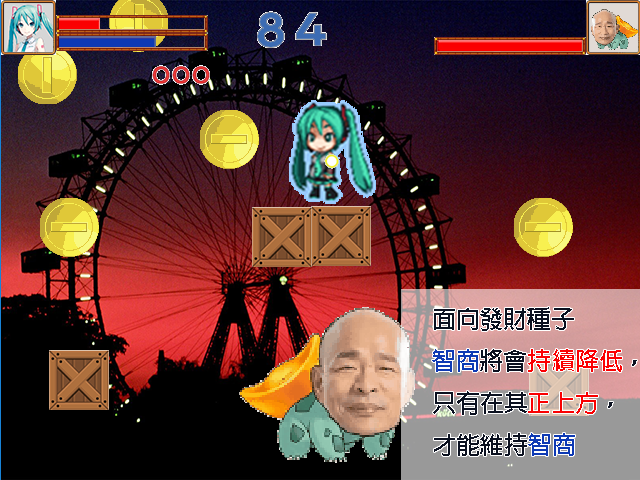 84
面向發財種子
智商將會持續降低，
只有在其正上方，
才能維持智商